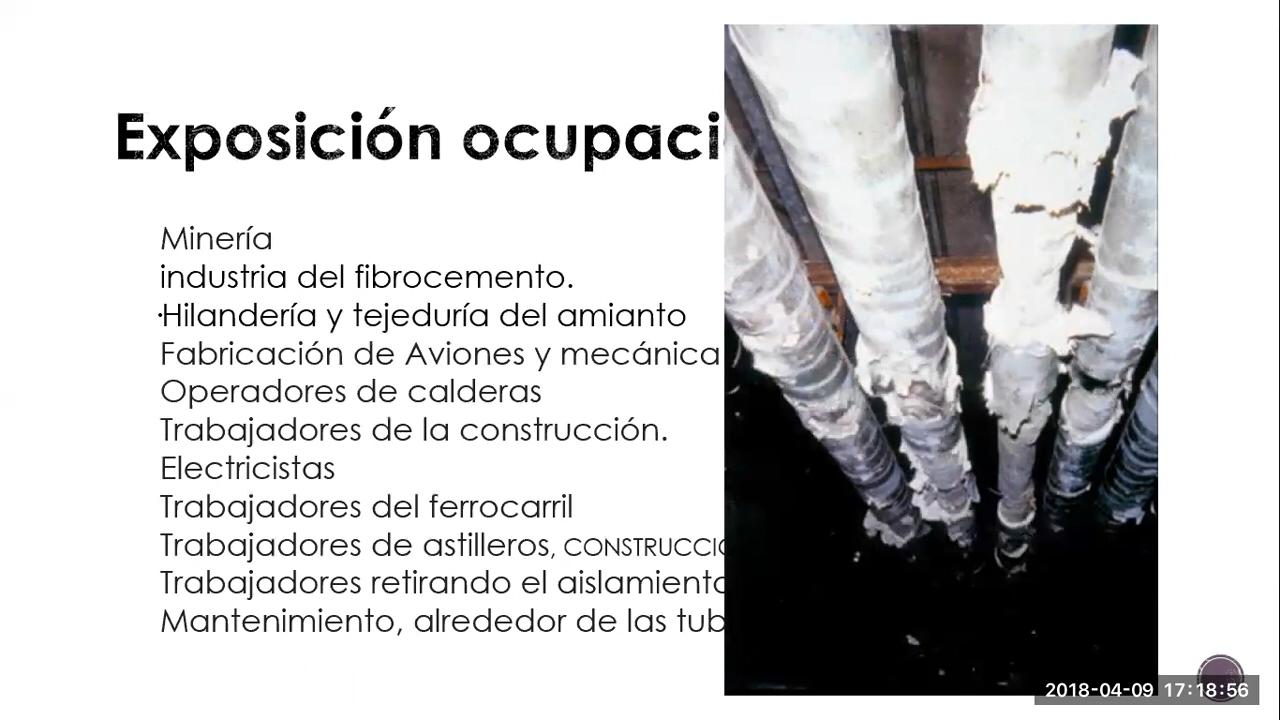 Exposición ocupaci
Minería
industria del fibrocemento.
·Hilandería y tejeduría del amianto
Fabricación de Aviones y mecánica
Operadores de calderas
Trabajadores de la construcción.
Electricistas
Trabajadores del ferrocarril
Trabajadores de astilleros, CONSTRUCCIO
Trabajadores retirando el aislamiento
Mantenimiento, alrededor de las tub
2018-04-09 17:18:56